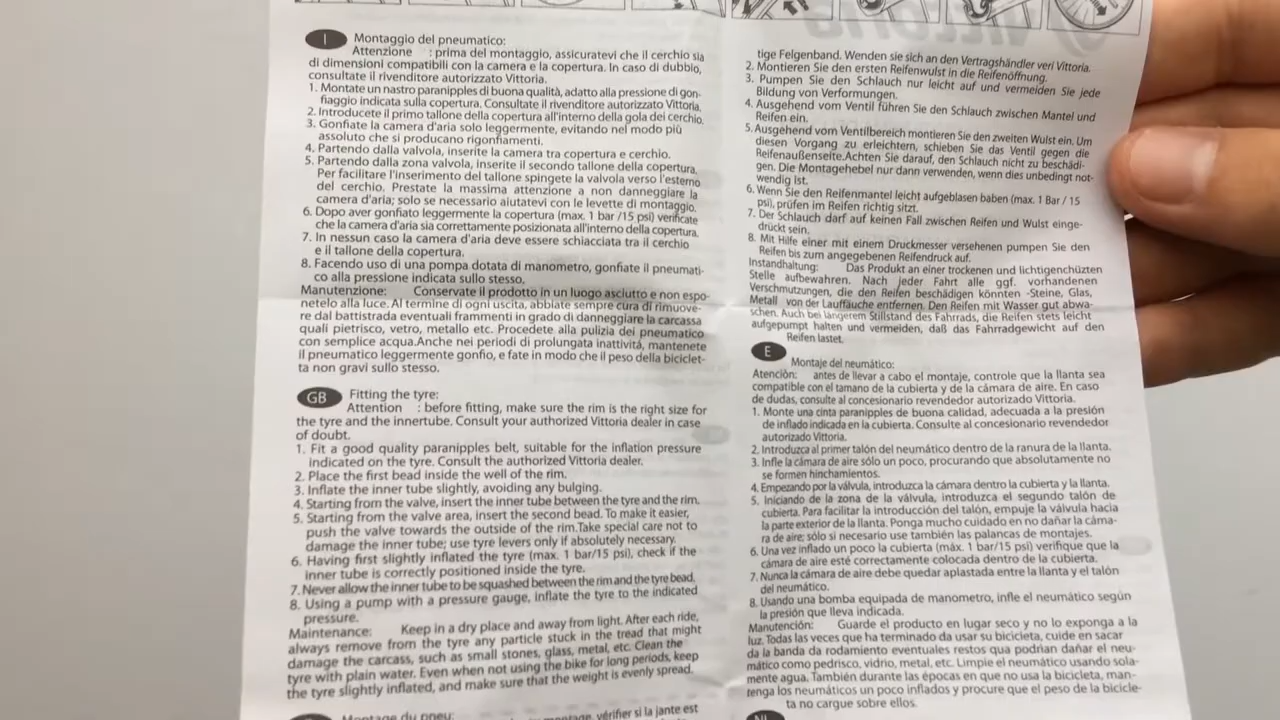 I Montaggio del pneumatico:
Attenzione : prima del montaggio, assicuratevi che il cerchio sia
di dimensioni compatibili con la camera e la copertura. In caso di dubbio,
consultate il rivenditore autorizzato Vittoria.
1. Montate un nastro paranipples di buona qualità, adatto alla pressione di gon-
fiaggio indicata sulla copertura. Consultate il rivenditore autorizzato Vittoria.
2. Introducete il primo tallone della copertura all'interno della gola del cerchio.
3. Gonfiate la camera d'aria solo leggermente, evitando nel modo più
assoluto che si producano rigonfiamenti.
4. Partendo dalla valvola, inserite la camera tra copertura e cerchio.
5. Partendo dalla zona valvola, inserite il secondo tallone della copertura.
Per facilitare l'inserimento del tallone spingete la valvola verso l'esterno
del cerchio. Prestate la massima attenzione a non danneggiare la
camera d'aria; solo se necessario aiutatevi con le levette di montaggio.
6. Dopo aver gonfiato leggermente la copertura (max. 1 bar /15 psi) verificate
che la camera d'aria sia correttamente posizionata all'interno della copertura.
7. In nessun caso la camera d'aria deve essere schiacciata tra il cerchio
e il tallone della copertura.
8. Facendo uso di una pompa dotata di manometro, gonfiate il pneumati-
co alla pressione indicata sullo stesso.
Manutenzione: Conservate il prodotto in un luogo asciutto e non espo-
netelo alla luce. Al termine di ogni uscita, abbiate sempre cura di rimuove-
re dal battistrada eventuali frammenti in grado di danneggiare la carcassa
quali pietrisco, vetro, metallo etc. Procedete alla pulizia dei pneumatico
con semplice acqua.Anche nei periodi di prolungata inattività, mantenete
il pneumatico leggermente gonfio, e fate in modo che il peso della biciclet-
ta non gravi sullo stesso.
GB Fitting the tyre:
Attention : before fitting, make sure the rim is the right size for
the tyre and the innertube. Consult your authorized Vittoria dealer in case
of doubt.
1. Fit a good quality paranipples belt, suitable for the inflation pressure
indicated on the tyre. Consult the authorized Vittoria dealer.
2. Place the first bead inside the well of the rim.
3. Inflate the inner tube slightly, avoiding any bulging.
4. Starting from the valve, insert the inner tube between the tyre and the rim.
5. Starting from the valve area, insert the second bead. To make it easier,
push the valve towards the outside of the rim.Take special care not to
damage the inner tube; use tyre levers only if absolutely necessary.
6. Having first slightly inflated the tyre (max. 1 bar/15 psi), check if the
inner tube is correctly positioned inside the tyre.
7. Never allow the inner tube to be squashed between the rim and the tyre bead.
8. Using a pump with a pressure gauge, inflate the tyre to the indicated
pressure.
Maintenance: Keep in a dry place and away from light. After each ride,
always remove from the tyre any particle stuck in the tread that might
damage the carcass, such as small stones, glass, metal, etc. Clean the
tyre with plain water. Even when not using the bike for long periods, keep
the tyre slightly inflated, and make sure that the weight is evenly spread.
Montage du pneu:
montage, vérifier si la jante est
tige Felgenband. Wenden sie sich an den Vertragshändler verl Vittoria.
2. Montieren Sie den ersten Reifenwulst in die Reifenöffnung.
3. Pumpen Sie den Schlauch nur leicht auf und vermeiden Sie jede
Bildung von Verformungen.
4. Ausgehend vom Ventil führen Sie den Schlauch zwischen Mantel und
Reifen ein.
5. Ausgehend vom Ventilbereich montieren Sie den zweiten Wulst ein. Um
diesen Vorgang zu erleichtern, schieben Sie das Ventil gegen die
Reifenaußenseite.Achten Sie darauf, den Schlauch nicht zu beschädi-
gen. Die Montagehebel nur dann verwenden, wenn dies unbedingt not-
wendig ist.
6. Wenn Sie den Reifenmantel leicht aufgeblasen baben (max. 1 Bar / 15
psi), prüfen im Reifen richtig sitzt.
7. Der Schlauch darf auf keinen Fall zwischen Reifen und Wulst einge-
drückt sein.
8. Mit Hilfe einer mit einem Druckmesser versehenen pumpen Sie den
Reifen bis zum angegebenen Reifendruck auf.
Instandhaltung: Das Produkt an einer trockenen und lichtigenchüzten
Stelle aufbewahren. Nach jeder Fahrt alle ggf. vorhandenen
Verschmutzungen, die den Reifen beschädigen könnten -Steine, Glas,
Metall von der Lauffäuche entfernen. Den Reifen mit Wasser gut abwa-
schen. Auch bei längerem Stillstand des Fahrrads, die Reifen stets leicht
aufgepumpt halten und vermeiden, daß das Fahrradgewicht auf den
Reifen lastet.
E Montaje del neumático:
Atenciòn: antes de llevar a cabo el montaje, controle que la llanta sea
compatible con el tamano de la cubierta y de la cámara de aire. En caso
de dudas, consulte al concesionario revendedor autorizado Vittoria.
1. Monte una cinta paranipples de buona calidad, adecuada a la presión
de inflado indicada en la cubierta. Consulte al concesionario revendedor
autorizado Vittoria.
2. Introduzca al primer talón del neumático dentro de la ranura de la llanta.
3. Infle la cámara de aire sólo un poco, procurando que absolutamente no
se formen hinchamientos.
4. Empezando por la válvula, introduzca la cámara dentro la cubierta y la llanta.
5. Iniciando de la zona de la válvula, introduzca el segundo talón de
cubierta. Para facilitar la introducción del talón, empuje la válvula hacia
la parte exterior de la llanta. Ponga mucho cuidado en no dañar la cáma-
ra de aire; sólo si necesario use también las palancas de montajes.
6. Una vez inflado un poco la cubierta (máx. 1 bar/15 psi) verifique que la
cámara de aire esté correctamente colocada dentro de la cubierta.
7. Nunca la cámara de aire debe quedar aplastada entre la llanta y el talón
del neumático.
8. Usando una bomba equipada de manometro, infle el neumático según
la presión que lleva indicada.
Manutención: Guarde el producto en lugar seco y no lo exponga a la
luz. Todas las veces que ha terminado da usar su bicicleta, cuide en sacar
da la banda da rodamiento eventuales restos qua podrían dañar el neu-
mático como pedrisco, vidrio, metal, etc. Limpie el neumático usando sola-
mente agua. También durante las épocas en que no usa la bicicleta, man-
tenga los neumáticos un poco inflados y procure que el peso de la bicicle-
ta no cargue sobre ellos.
NL